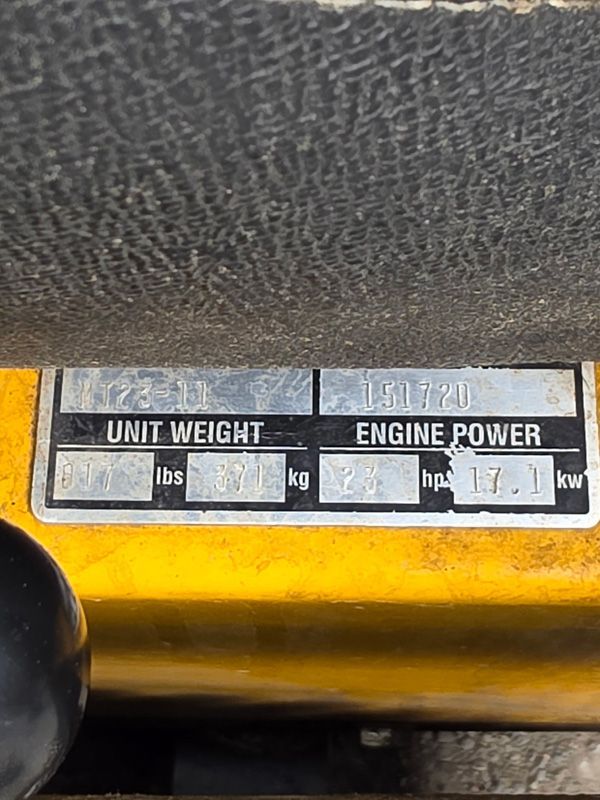 151720
UNIT WEIGHT ENGINE POWER
817 lbs 371 kg 23 hp 17.1 kw